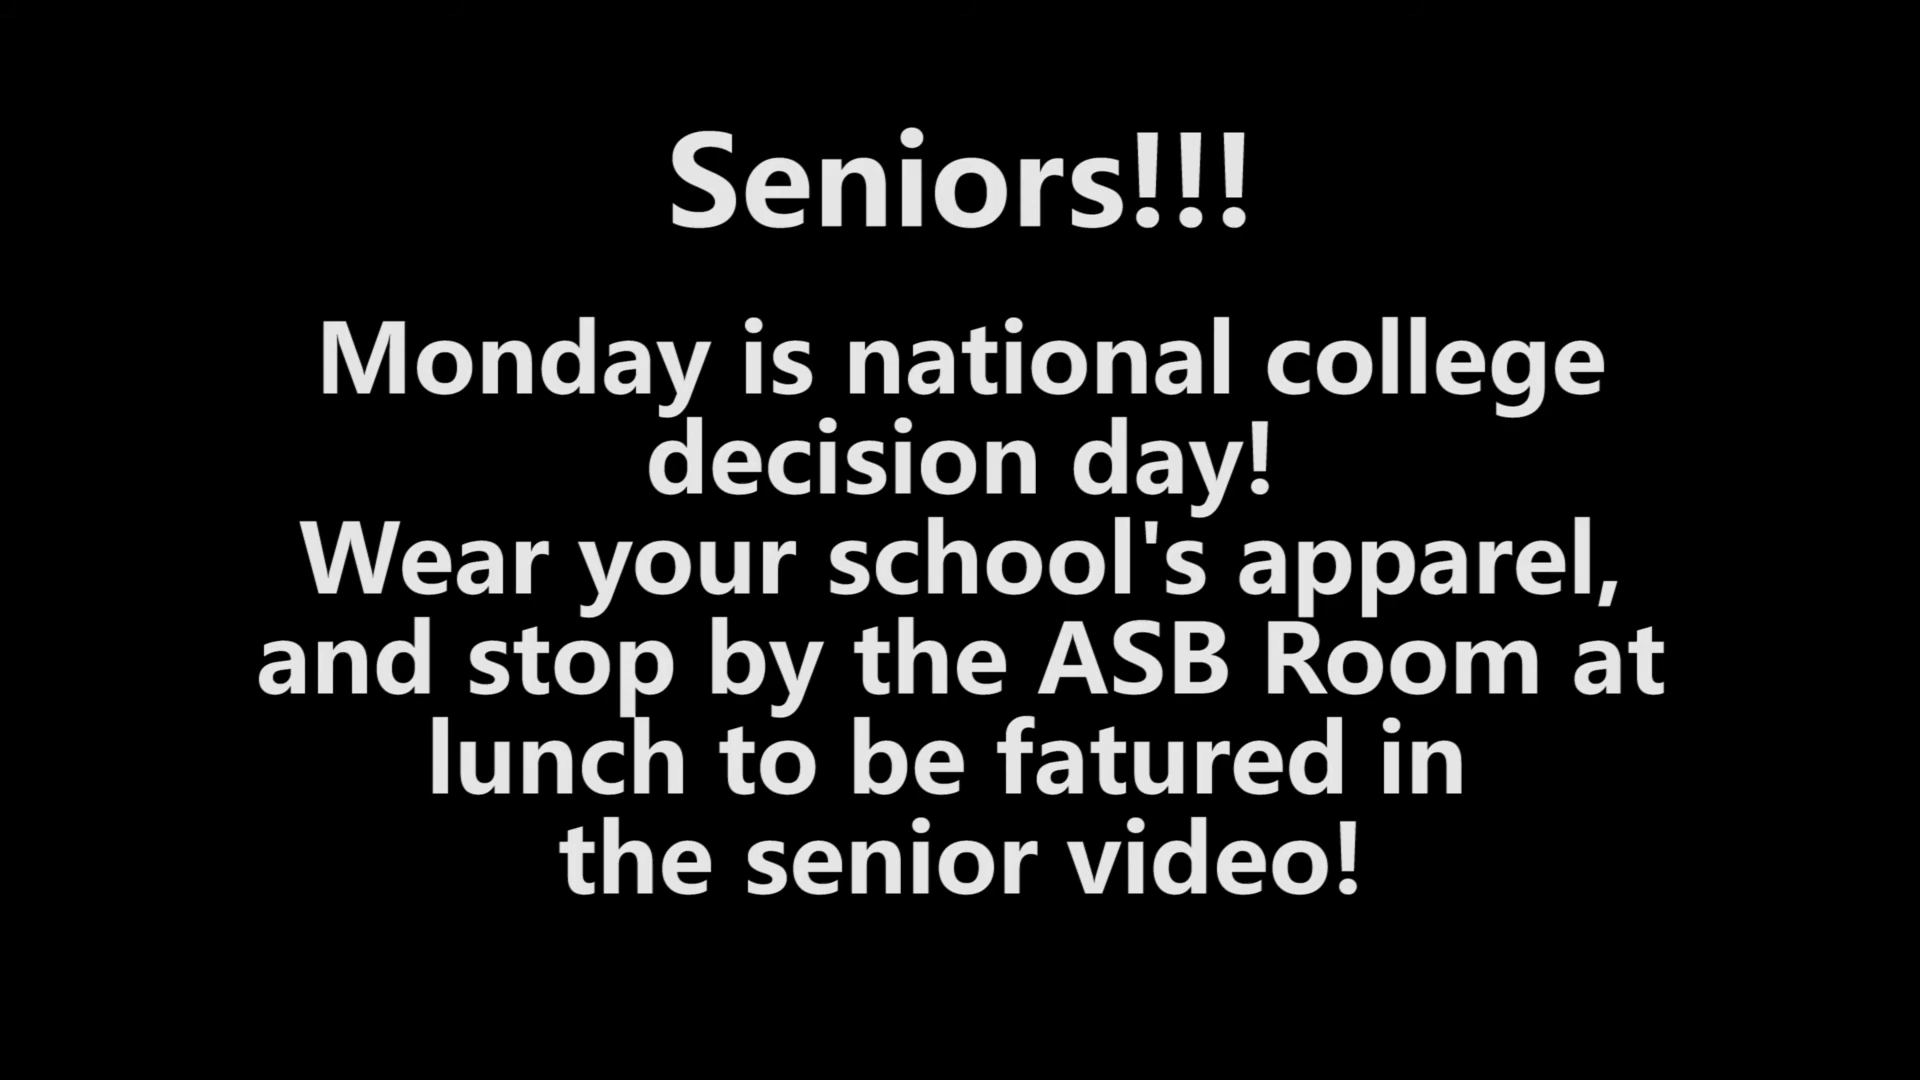 Seniors!!!
Monday is national college
decision day!
Wear your school's apparel,
and stop by the ASB Room at
lunch to be fatured in
the senior video!